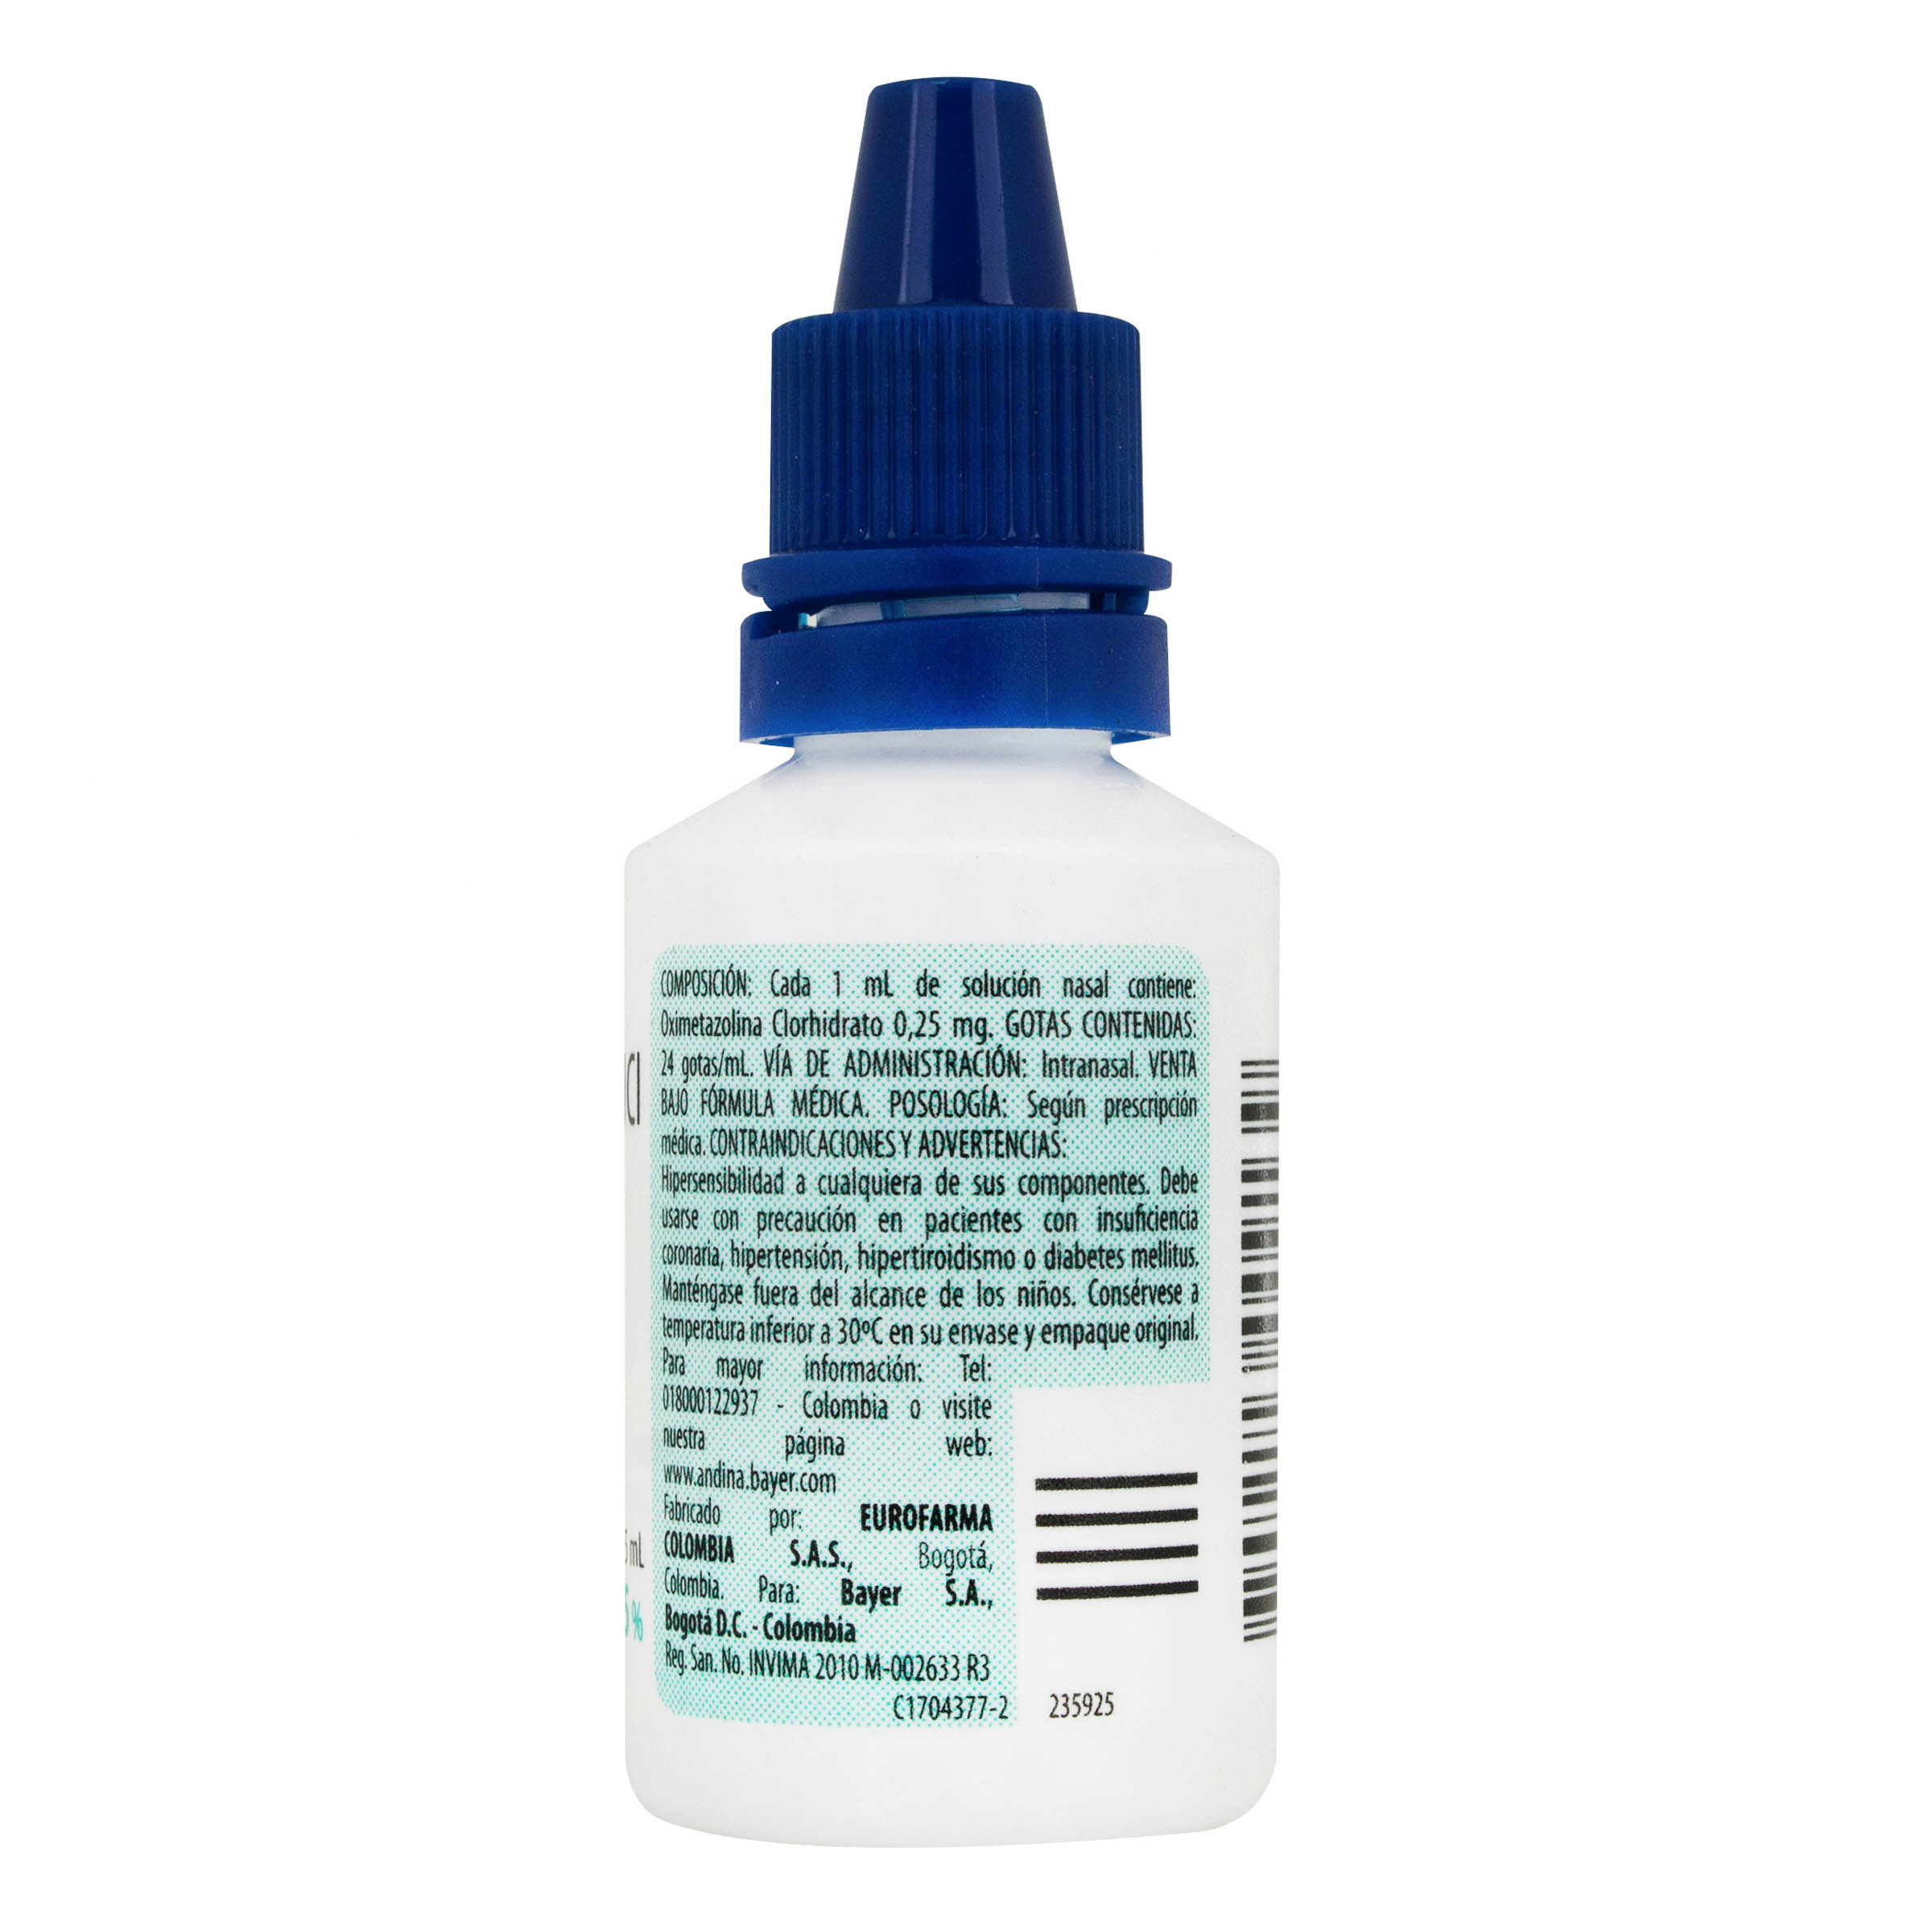 COMPOSICIÓN: Cada 1 mL de solución nasal contiene:
Oximetazolina Clorhidrato 0,25 mg. GOTAS CONTENIDAS:
24 gotas/mL. VÍA DE ADMINISTRACIÓN: Intranasal. VENTA
BAJO FÓRMULA MÉDICA. POSOLOGÍA: Según prescripción
médica. CONTRAINDICACIONES Y ADVERTENCIAS:
Hipersensibilidad a cualquiera de sus componentes. Debe
usarse con precaución en pacientes con insuficiencia
coronaria, hipertensión, hipertiroidismo o diabetes mellitus.
Manténgase fuera del alcance de los niños. Consérvese a
temperatura inferior a 30ºC en su envase y empaque original.
Para mayor información: Tel:
018000122937 - Colombia o visite
nuestra página web:
www.andina.bayer.com
Fabricado por: EUROFARMA
COLOMBIA S.A.S., Bogotá,
Colombia. Para: Bayer S.A.,
Bogotá D.C. - Colombia
Reg. San. No. INVIMA 2010 M-002633 R3
C1704377-2
235925
mL
%